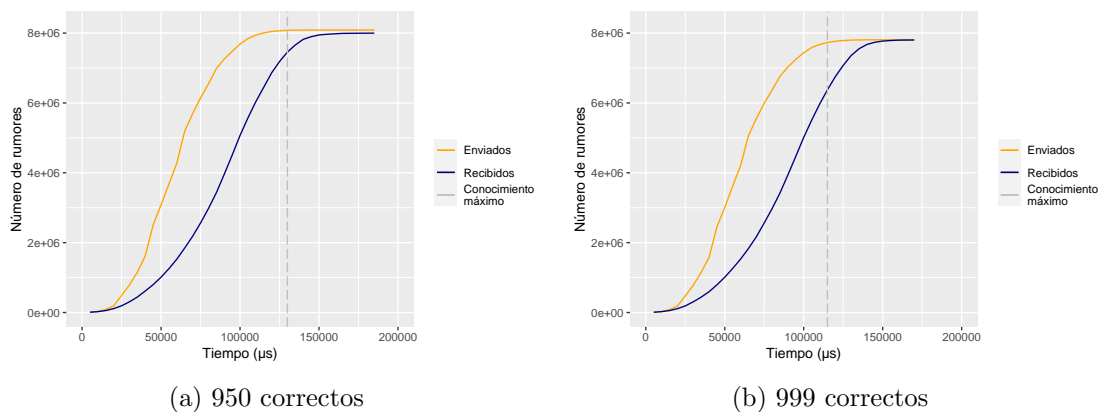 8e+06
6e+06
4e+06
2e+06
0e+00
Número de rumores
0
50000
100000
150000
200000
Tiempo (µs)
Enviados
Recibidos
Conocimiento
máximo
(a) 950 correctos
8e+06
6e+06
4e+06
2e+06
0e+00
Número de rumores
0
50000
100000
150000
200000
Tiempo (µs)
Enviados
Recibidos
Conocimiento
máximo
(b) 999 correctos